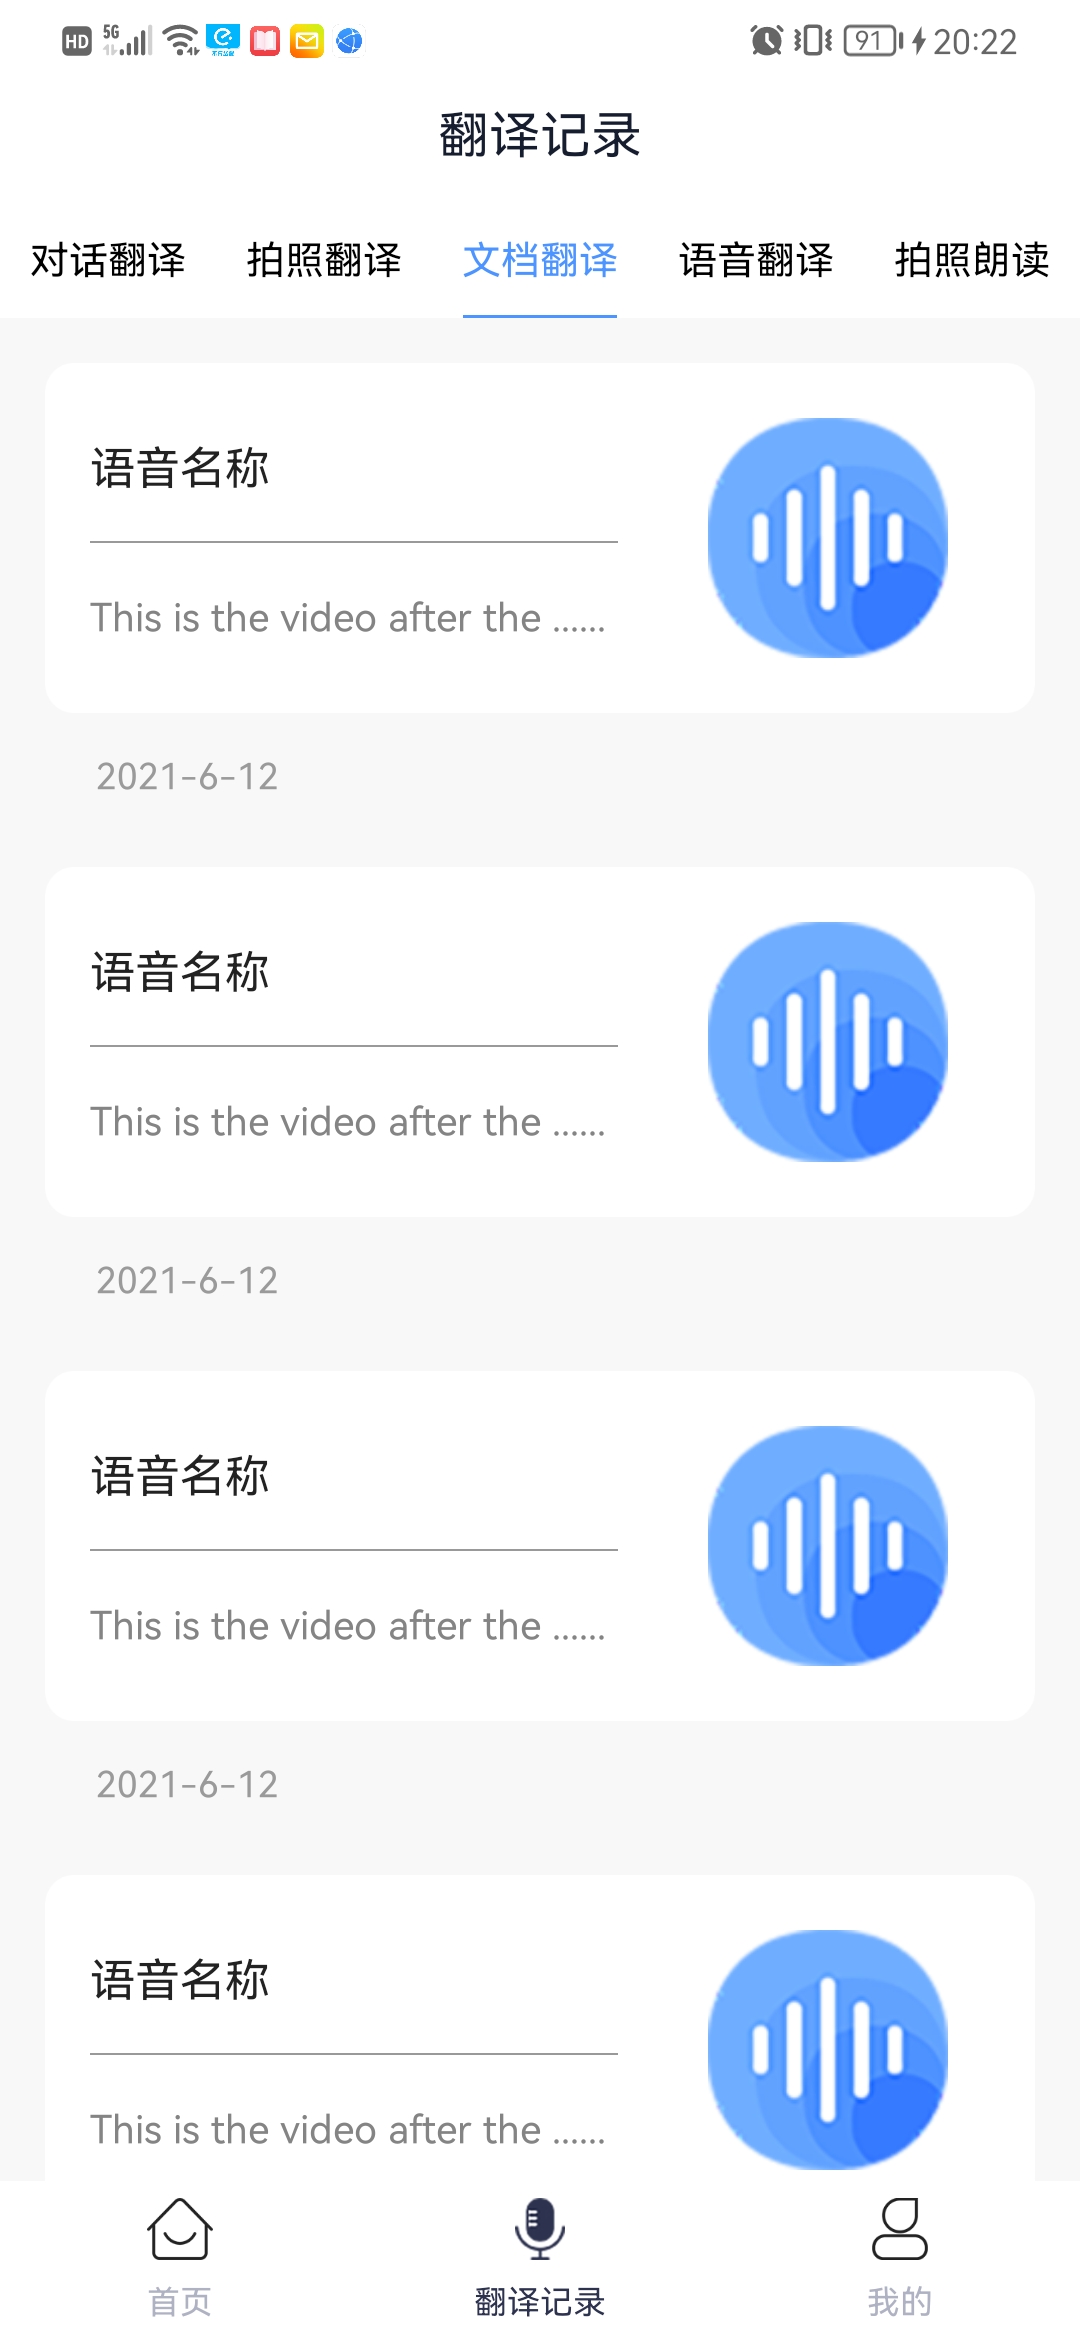 HD 5G 91 20:22
翻译记录
对话翻译 拍照翻译 文档翻译 语音翻译 拍照朗读
语音名称
This is the video after the ......
2021-6-12
语音名称
This is the video after the ......
2021-6-12
语音名称
This is the video after the ......
2021-6-12
语音名称
This is the video after the ......
首页 翻译记录 我的